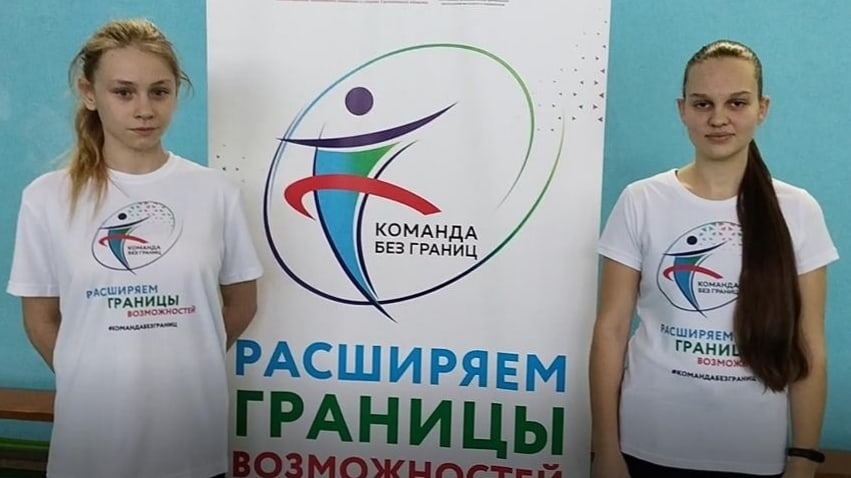 КОМАНДА
БЕЗ ГРАНИЦ
РАСШИРЯЕМ
ГРАНИЦЫ
ВОЗМОЖНОСТЕЙ
КОМАНДА
БЕЗ ГРАНИЦ
РАСШИРЯЕМ
ГРАНИЦЫ
ВОЗМОЖНОСТЕЙ
#КОМАНДАБЕЗГРАНИЦ
КОМАНДА
БЕЗ ГРАНИЦ
РАСШИРЯЕМ
ГРАНИЦЫ
#КОМАНДАБЕЗГРАНИЦ